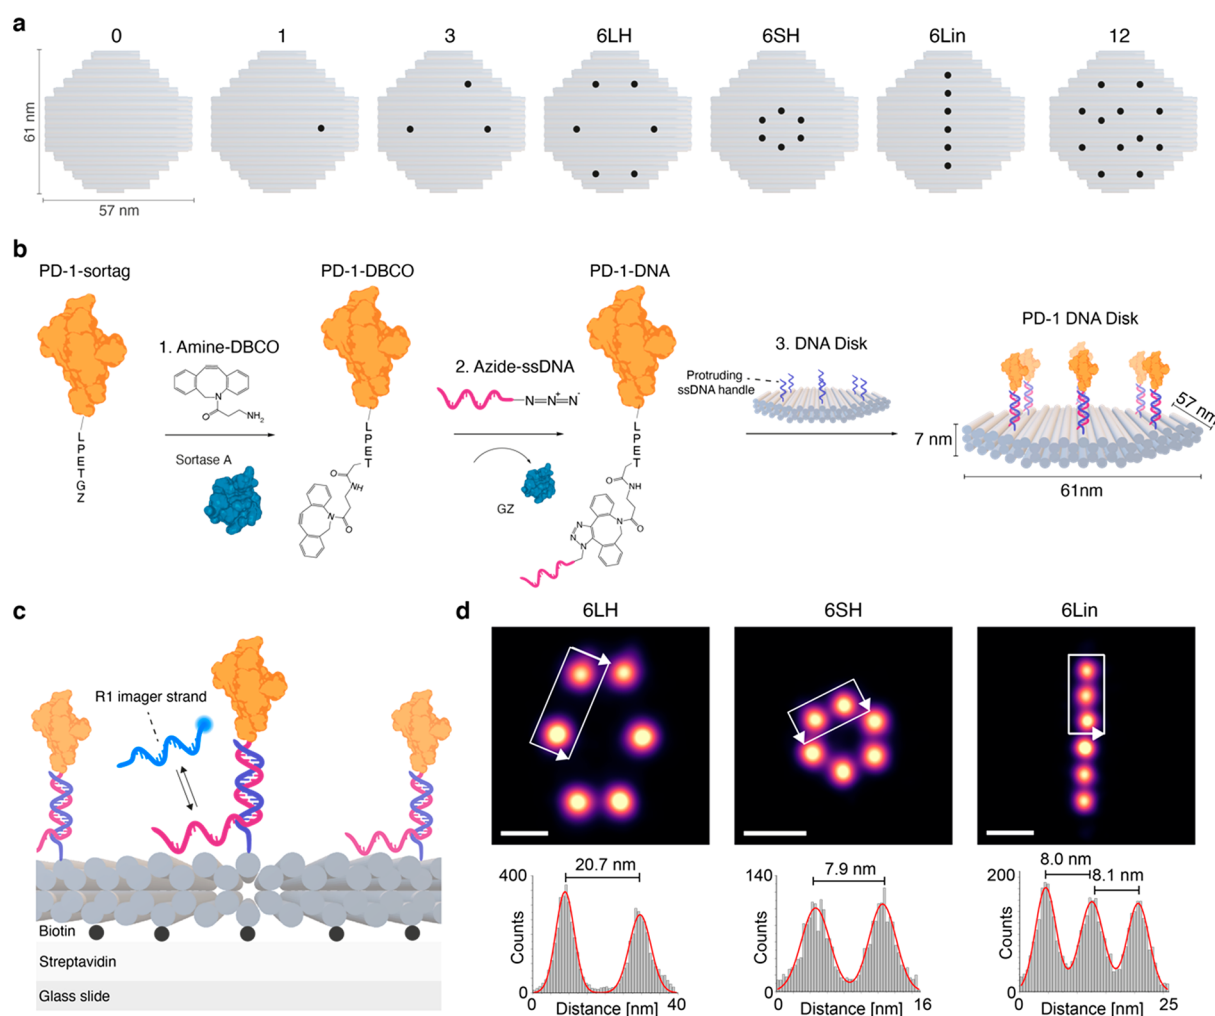 a
0 1 3 6LH 6SH 6Lin 12
61 nm
57 nm
b
PD-1-sortag
L
P
E
T
G
Z
1. Amine-DBCO
N
O
NH2
Sortase A
PD-1-DBCO
L
P
E
T
O
NH
N
O
2. Azide-ssDNA
N=N=N
+ -
GZ
PD-1-DNA
L
P
E
T
O
NH
N
O
N
N
N
3. DNA Disk
Protruding
ssDNA handle
PD-1 DNA Disk
57 nm
7 nm
61nm
c
R1 imager strand
Biotin
Streptavidin
Glass slide
d
6LH 6SH 6Lin
400
20.7 nm
Counts
0
0 40
Distance [nm]
140
7.9 nm
Counts
0
0 16
Distance [nm]
200
8.0 nm
8.1 nm
Counts
0
0 25
Distance [nm]